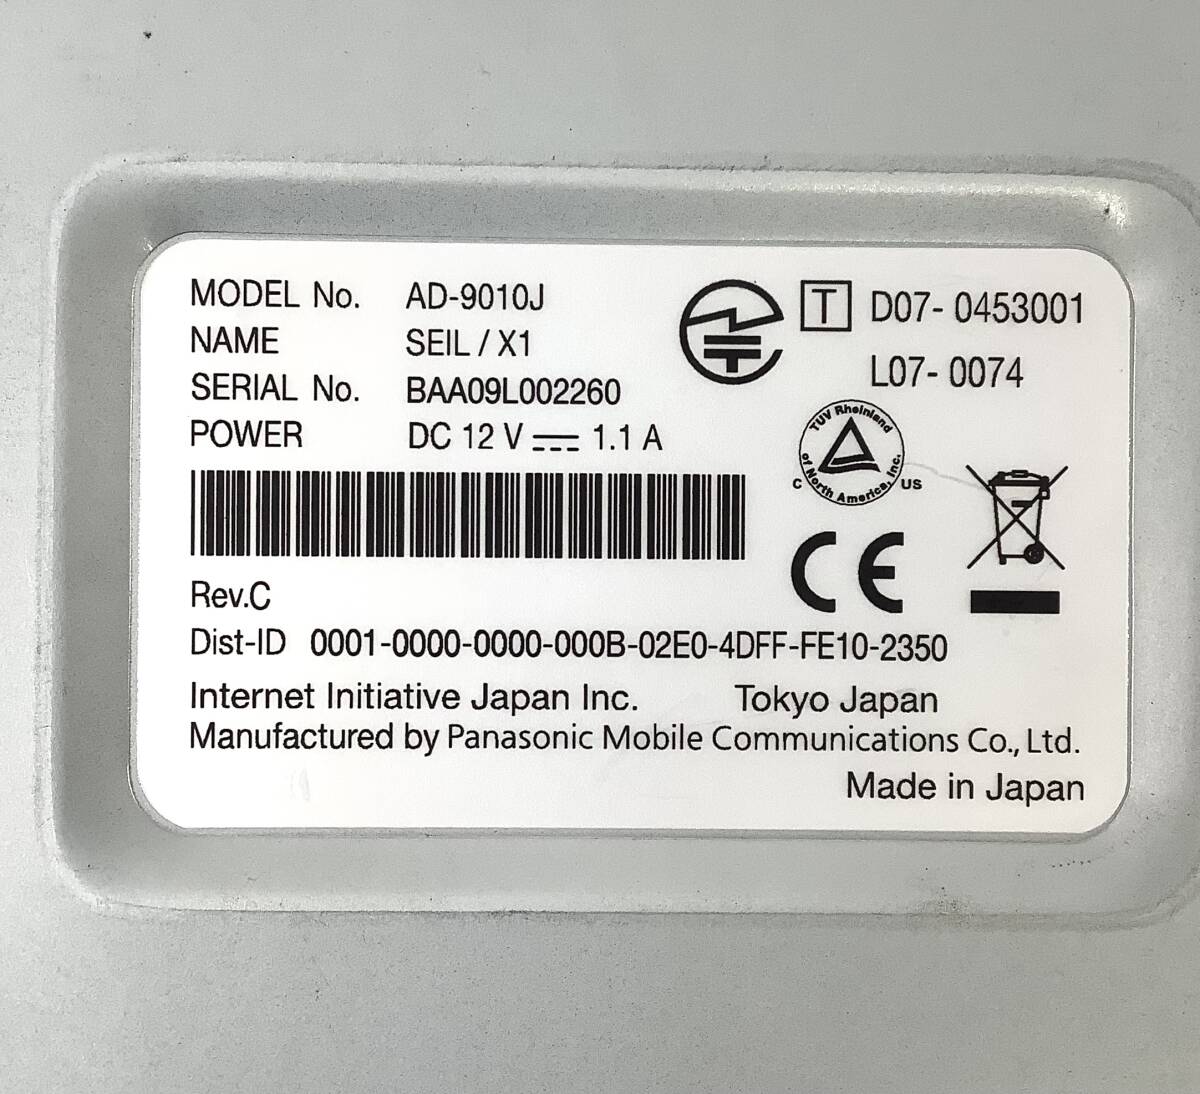 MODEL No. AD-9010J
NAME SEIL / X1
SERIAL No. BAA09L002260
POWER DC 12 V ⎓ 1.1 A
T D07- 0453001
L07- 0074
TÜV Rheinland
of North America, Inc.
C US
CE
Rev.C
Dist-ID 0001-0000-0000-000B-02E0-4DFF-FE10-2350
Internet Initiative Japan Inc. Tokyo Japan
Manufactured by Panasonic Mobile Communications Co., Ltd.
Made in Japan